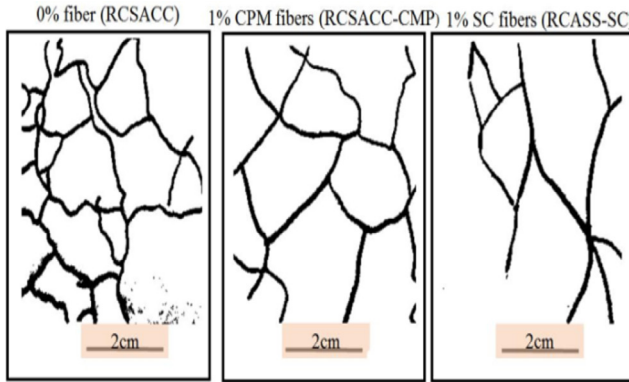 0% fiber (RCSACC)
1% CPM fibers (RCSACC-CMP)
1% SC fibers (RCASS-SC
2cm
2cm
2cm